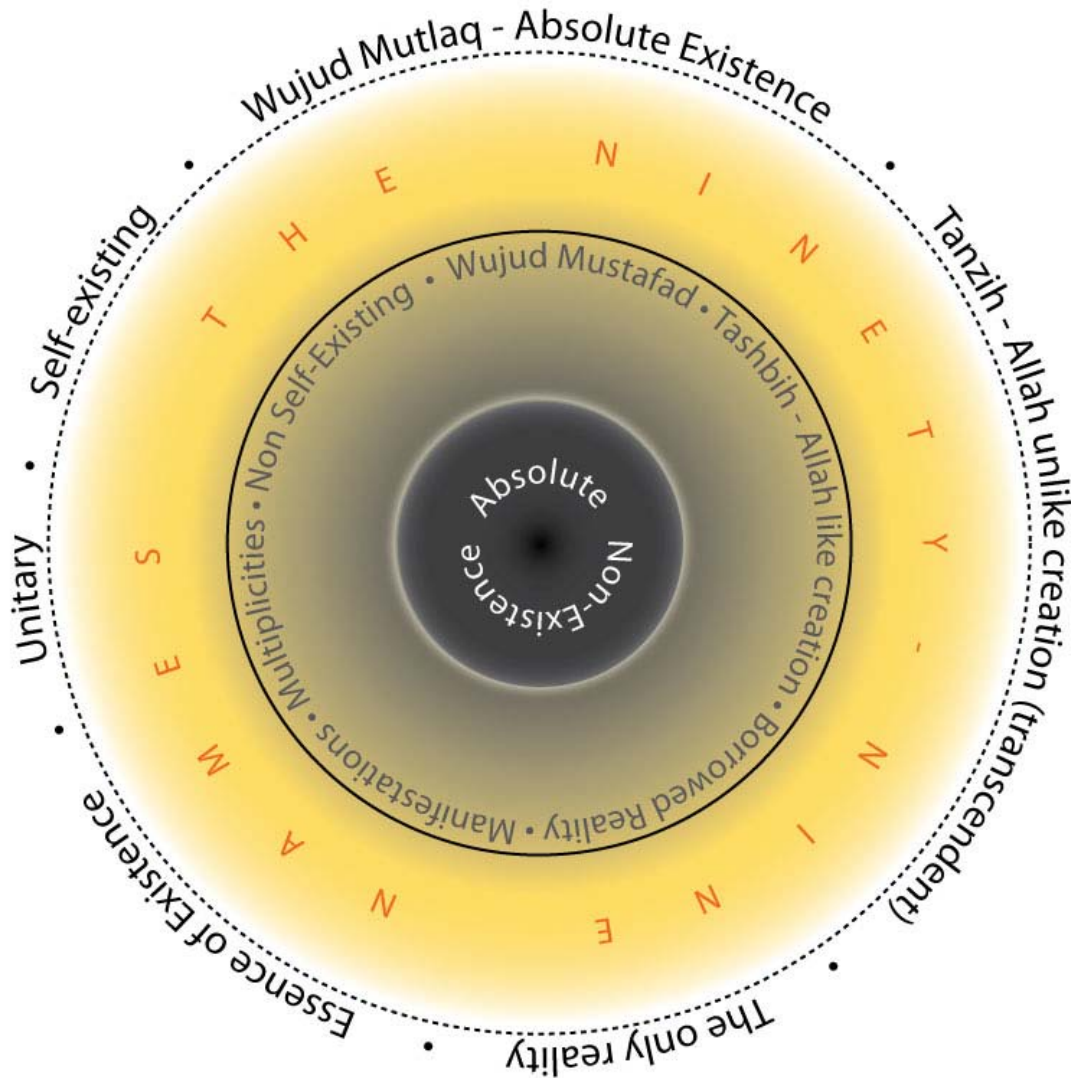 Wujud Mutlaq - Absolute Existence • Tanzih - Allah unlike creation (transcendent) • The only reality • Essence of Existence • Unitary • Self-existing •
THE NINETY-NINE NAMES
Wujud Mustafad • Tashbih - Allah like creation • Borrowed Reality • Manifestations • Multiplicities • Non Self-Existing •
Absolute
Non-Existence